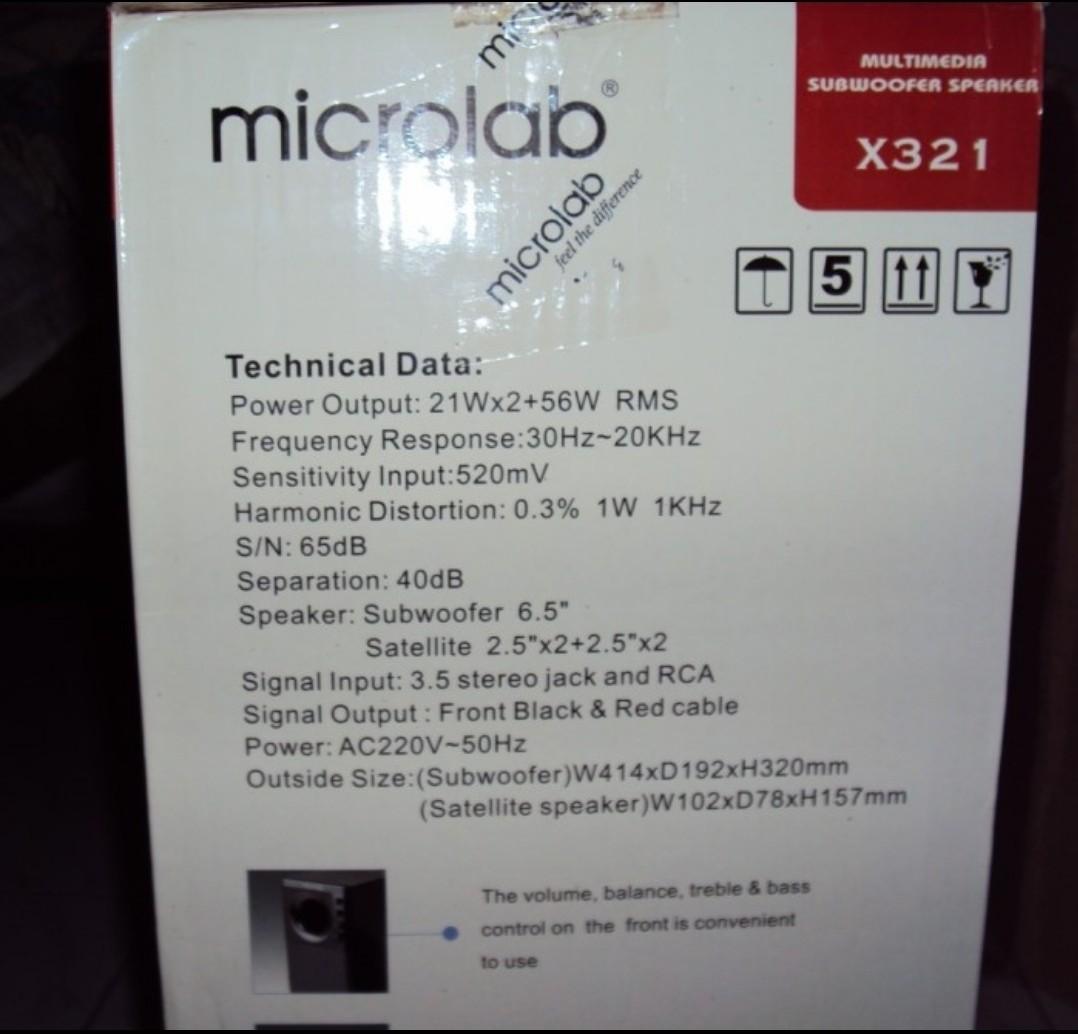 micro
microlab®
microlab
feel the difference
MULTIMEDIA
SUBWOOFER SPEAKER
X321
5
Technical Data:
Power Output: 21Wx2+56W RMS
Frequency Response:30Hz~20KHz
Sensitivity Input:520mV
Harmonic Distortion: 0.3% 1W 1KHz
S/N: 65dB
Separation: 40dB
Speaker: Subwoofer 6.5"
Satellite 2.5"x2+2.5"x2
Signal Input: 3.5 stereo jack and RCA
Signal Output : Front Black & Red cable
Power: AC220V~50Hz
Outside Size:(Subwoofer)W414xD192xH320mm
(Satellite speaker)W102xD78xH157mm
The volume, balance, treble & bass
control on the front is convenient
to use